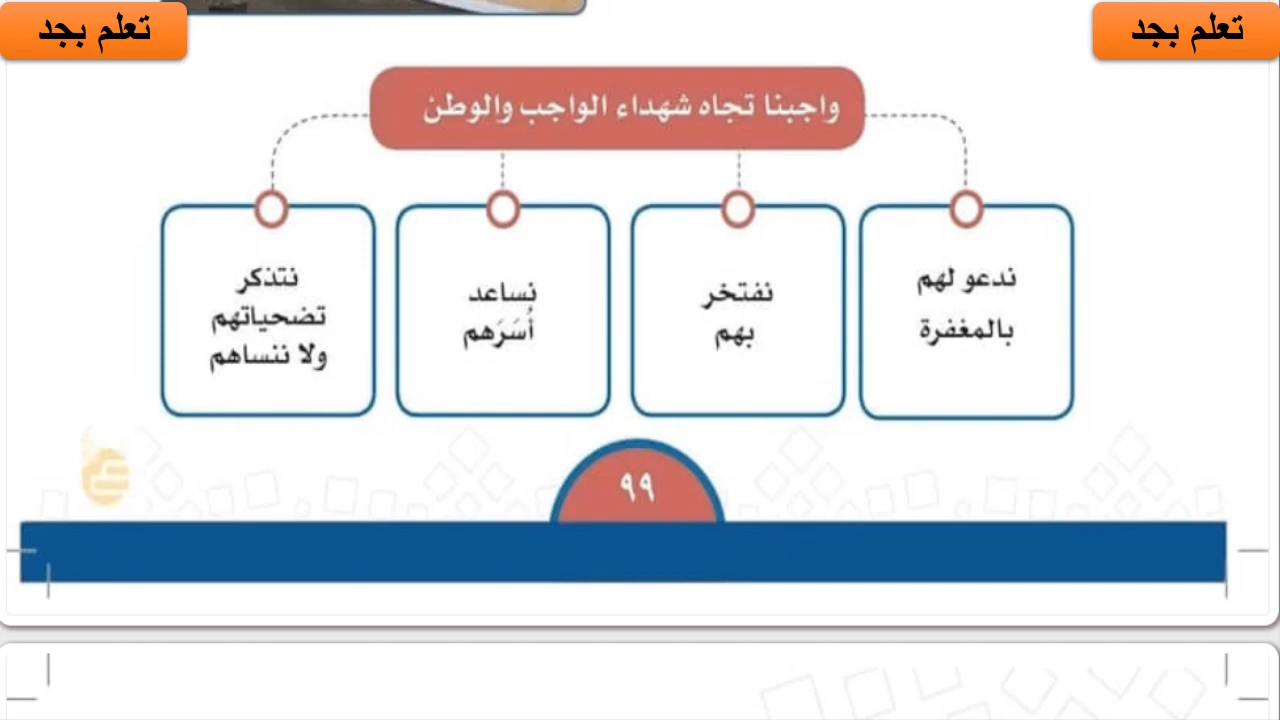 تعلم بجد
تعلم بجد
واجبنا تجاه شهداء الواجب والوطن
ندعو لهم
بالمغفرة
نفتخر
بهم
نساعد
أُسَرَهم
نتذكر
تضحياتهم
ولا ننساهم
٩٩